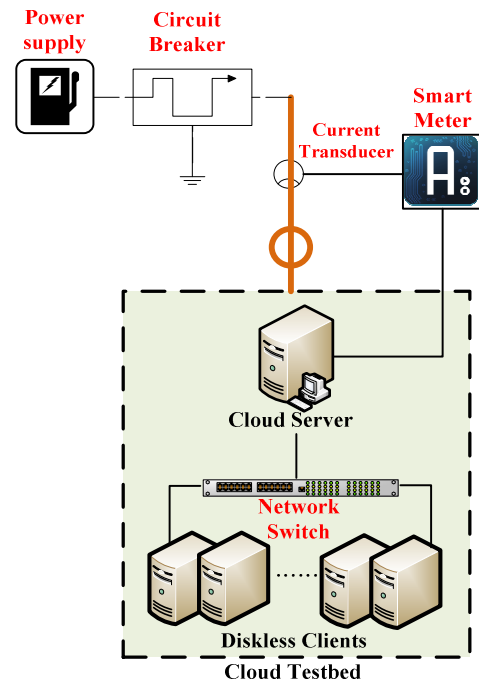 Power
supply
Circuit
Breaker
Current
Transducer
Smart
Meter
A
Cloud Server
Network
Switch
Diskless Clients
Cloud Testbed